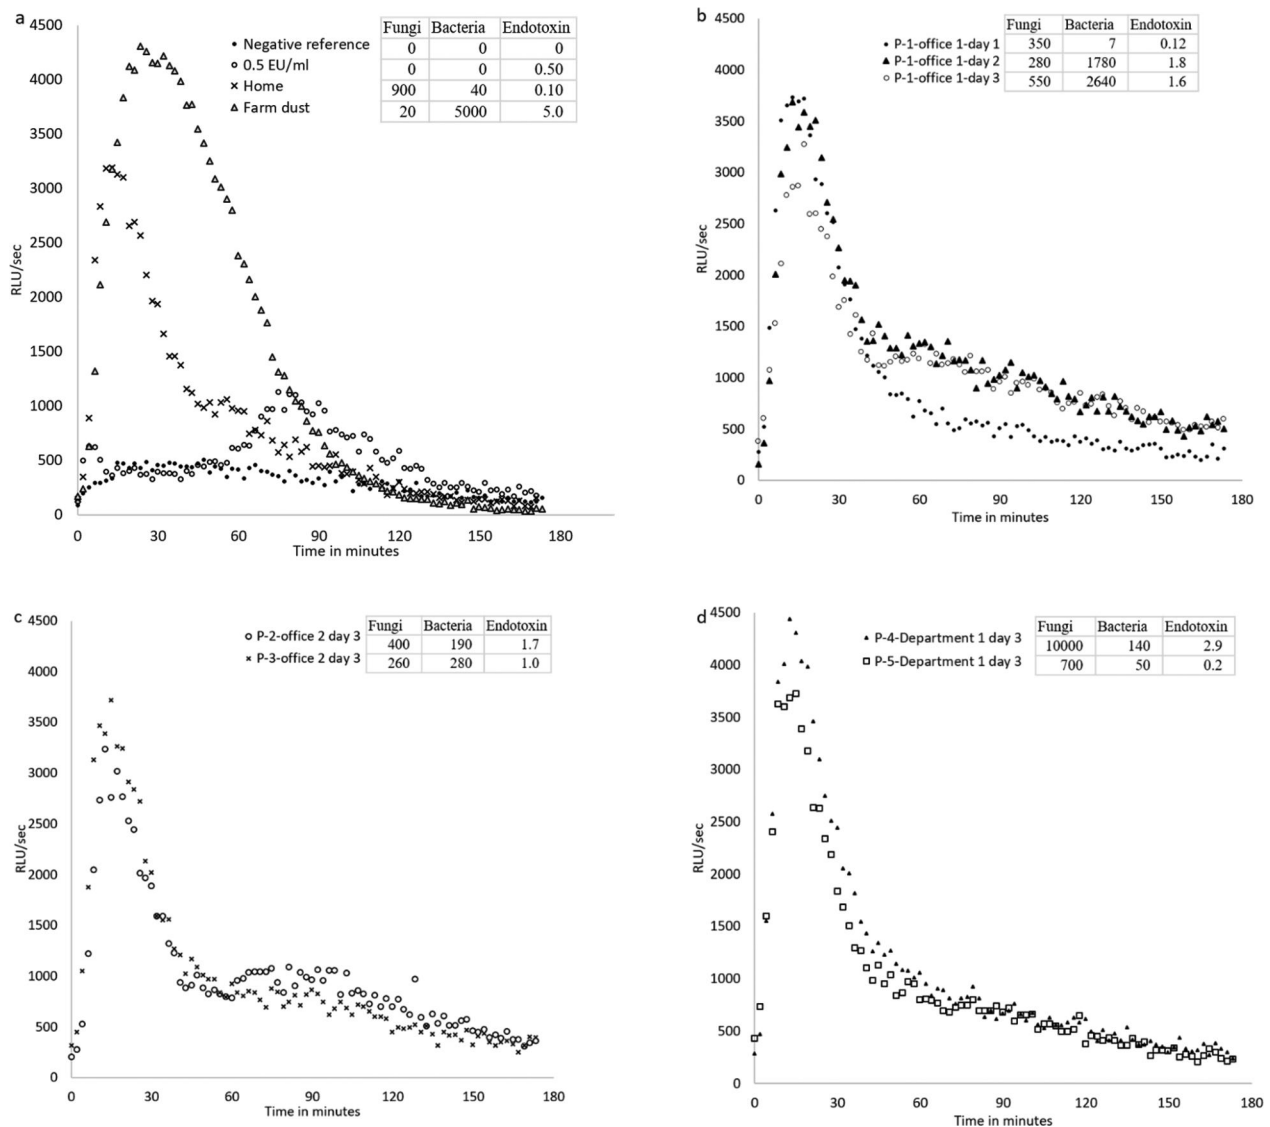 a
Fungi Bacteria Endotoxin
Negative reference 0 0 0
0.5 EU/ml 0 0 0.50
Home 900 40 0.10
Farm dust 20 5000 5.0
4500
4000
3500
3000
2500
2000
1500
1000
500
0
RLU/sec
0 30 60 90 120 150 180
Time in minutes
b
Fungi Bacteria Endotoxin
P-1-office 1-day 1 350 7 0.12
P-1-office 1-day 2 280 1780 1.8
P-1-office 1-day 3 550 2640 1.6
4500
4000
3500
3000
2500
2000
1500
1000
500
0
RLU/sec
0 30 60 90 120 150 180
Time in minutes
c
Fungi Bacteria Endotoxin
P-2-office 2 day 3 400 190 1.7
P-3-office 2 day 3 260 280 1.0
4500
4000
3500
3000
2500
2000
1500
1000
500
0
RLU/sec
0 30 60 90 120 150 180
Time in minutes
d
Fungi Bacteria Endotoxin
P-4-Department 1 day 3 10000 140 2.9
P-5-Department 1 day 3 700 50 0.2
4500
4000
3500
3000
2500
2000
1500
1000
500
0
RLU/sec
0 30 60 90 120 150 180
Time in minutes